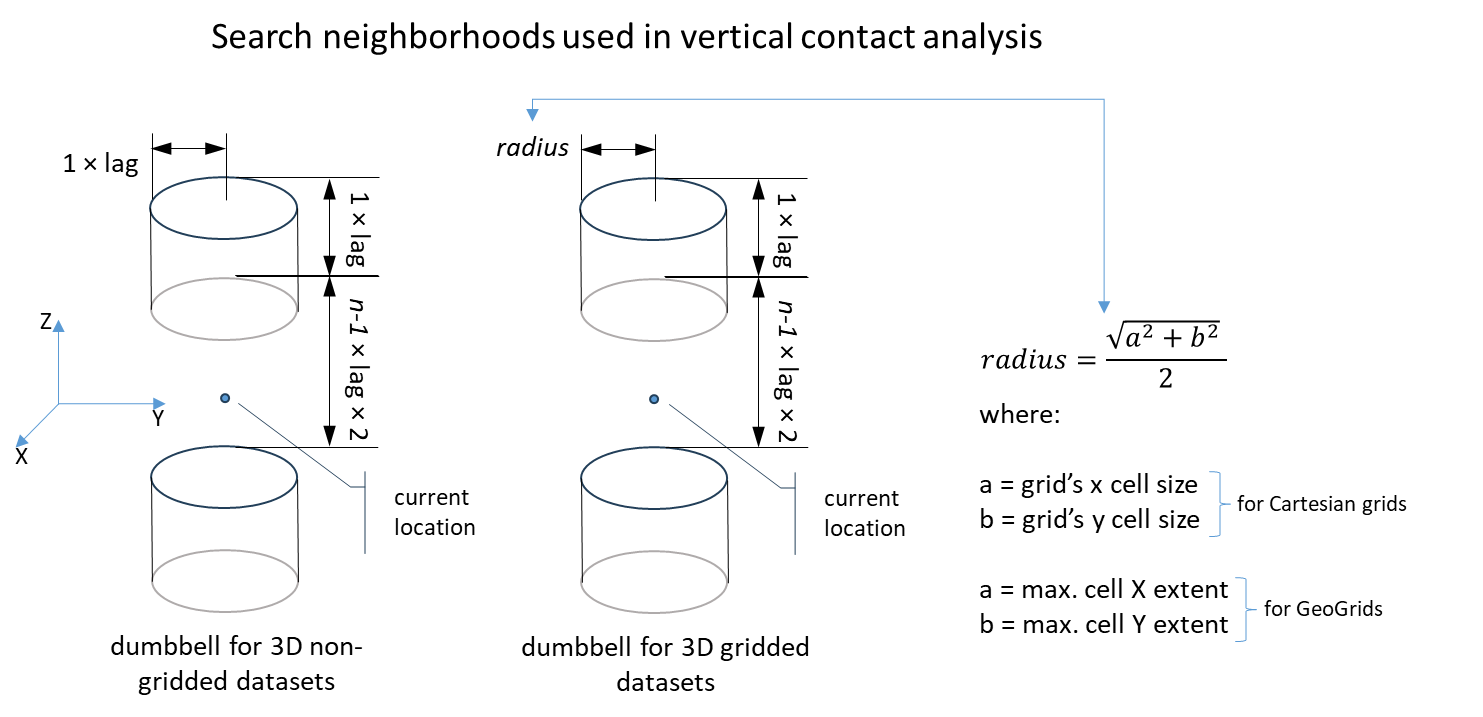 Search neighborhoods used in vertical contact analysis
1 × lag
1 × lag
n-1 × lag × 2
Z
Y
X
current
location
dumbbell for 3D non-
gridded datasets
radius
1 × lag
n-1 × lag × 2
current
location
dumbbell for 3D gridded
datasets
radius = √a² + b² / 2
where:
a = grid’s x cell size
b = grid’s y cell size
for Cartesian grids
a = max. cell X extent
b = max. cell Y extent
for GeoGrids